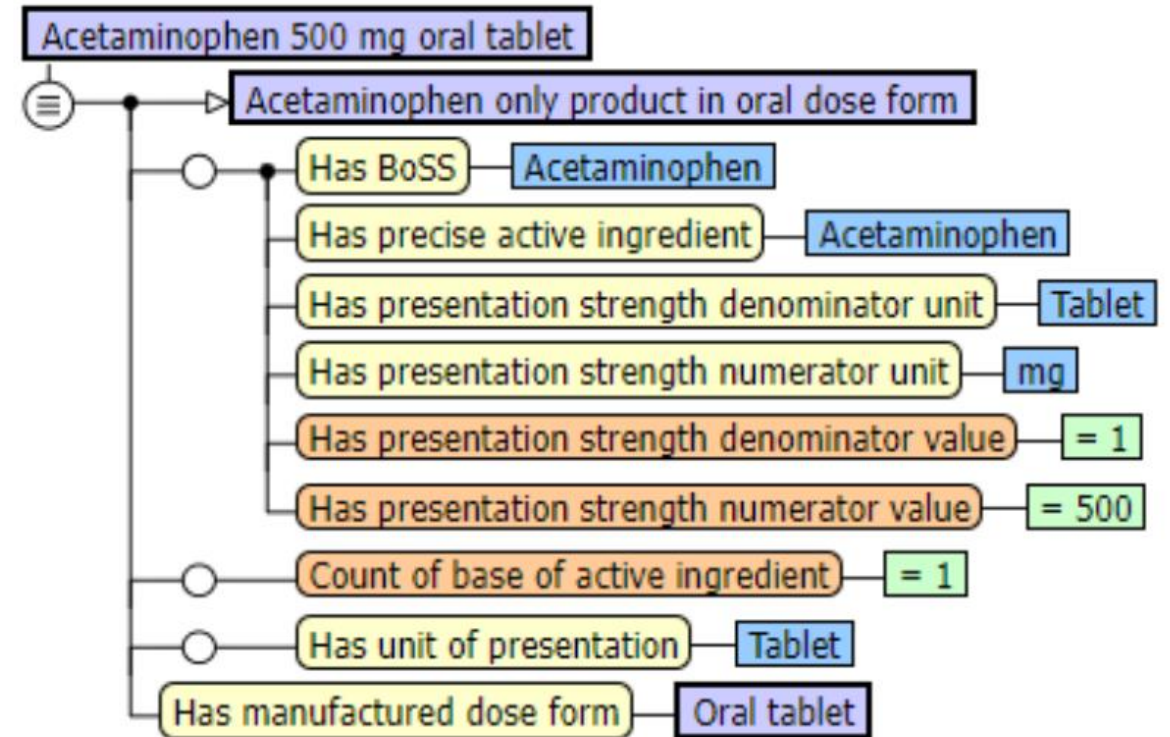 Acetaminophen 500 mg oral tablet
Acetaminophen only product in oral dose form
Has BoSS Acetaminophen
Has precise active ingredient Acetaminophen
Has presentation strength denominator unit Tablet
Has presentation strength numerator unit mg
Has presentation strength denominator value = 1
Has presentation strength numerator value = 500
Count of base of active ingredient = 1
Has unit of presentation Tablet
Has manufactured dose form Oral tablet